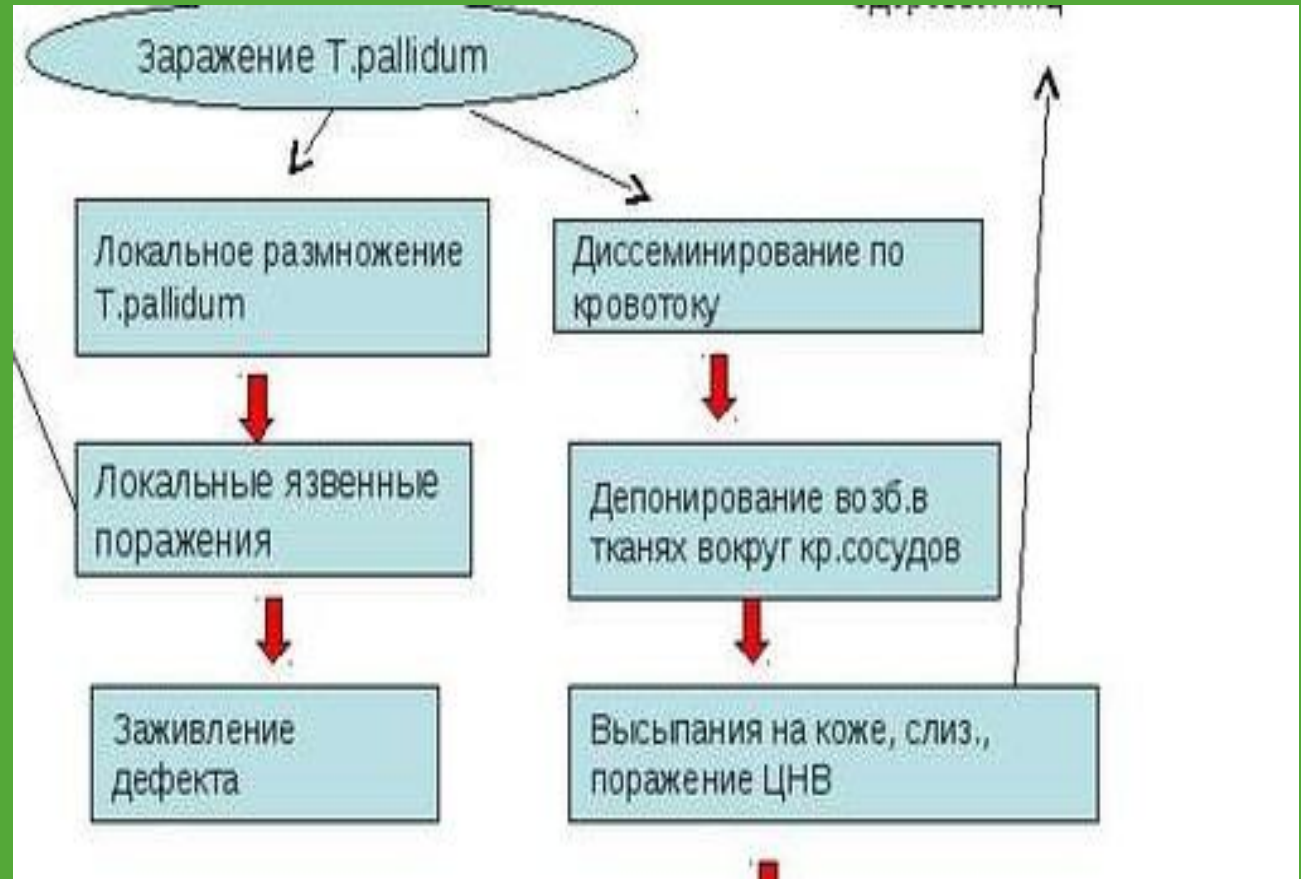 Заражение T.pallidum
Локальное размножение
T.pallidum
Диссеминирование по
кровотоку
Локальные язвенные
поражения
Депонирование возб.в
тканях вокруг кр.сосудов
Заживление
дефекта
Высыпания на коже, слиз.,
поражение ЦНВ